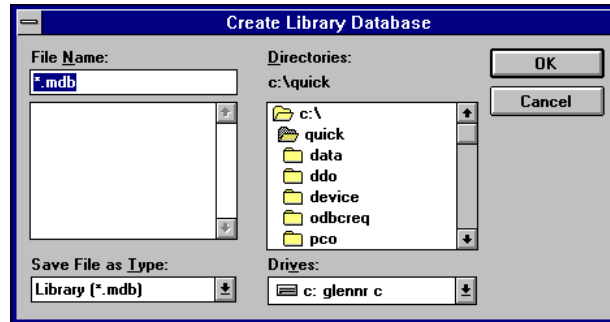 Create Library Database
File Name:
*.mdb
Directories:
c:\quick
c:\
quick
data
ddo
device
odbcreq
pco
OK
Cancel
Save File as Type:
Library (*.mdb)
Drives:
c: glennr c